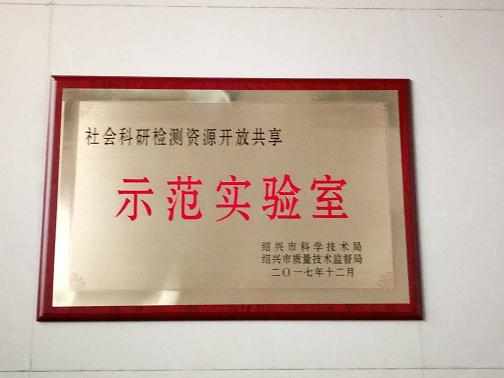 社会科研检测资源开放共享
示范实验室
绍兴市科学技术局
绍兴市质量技术监督局
二〇一七年十二月